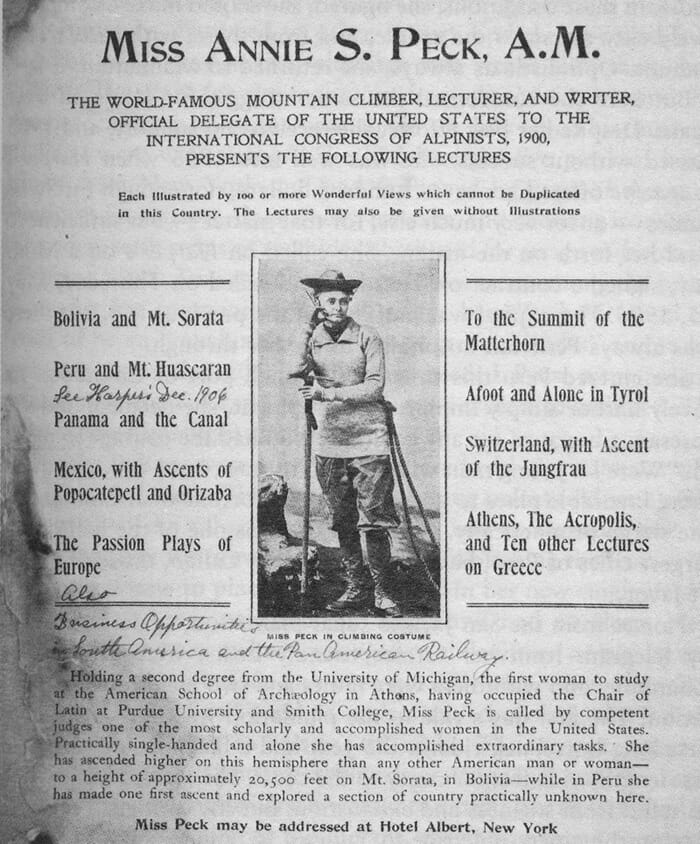 Miss Annie S. Peck, A.M.
THE WORLD-FAMOUS MOUNTAIN CLIMBER, LECTURER, AND WRITER,
OFFICIAL DELEGATE OF THE UNITED STATES TO THE
INTERNATIONAL CONGRESS OF ALPINISTS, 1900,
PRESENTS THE FOLLOWING LECTURES
Each Illustrated by 100 or more Wonderful Views which cannot be Duplicated
in this Country. The Lectures may also be given without Illustrations
Bolivia and Mt. Sorata
Peru and Mt. Huascaran
See Harper's Dec. 1906
Panama and the Canal
Mexico, with Ascents of
Popocatepetl and Orizaba
The Passion Plays of
Europe
Also
Business Opportunities
in South America and the Pan American Railway
To the Summit of the
Matterhorn
Afoot and Alone in Tyrol
Switzerland, with Ascent
of the Jungfrau
Athens, The Acropolis,
and Ten other Lectures
on Greece
MISS PECK IN CLIMBING COSTUME
Holding a second degree from the University of Michigan, the first woman to study
at the American School of Archæology in Athens, having occupied the Chair of
Latin at Purdue University and Smith College, Miss Peck is called by competent
judges one of the most scholarly and accomplished women in the United States.
Practically single-handed and alone she has accomplished extraordinary tasks. She
has ascended higher on this hemisphere than any other American man or woman—
to a height of approximately 20,500 feet on Mt. Sorata, in Bolivia—while in Peru she
has made one first ascent and explored a section of country practically unknown here.
Miss Peck may be addressed at Hotel Albert, New York